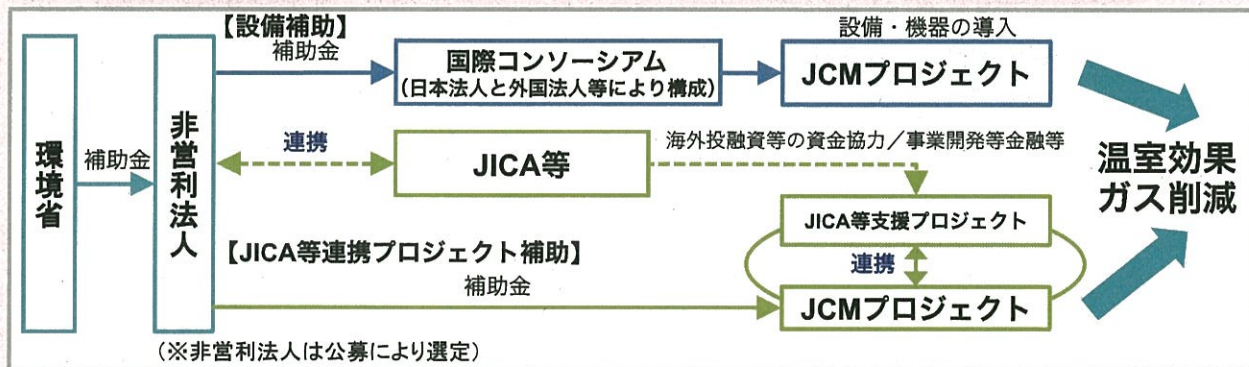 環境省
補助金
非営利法人
【設備補助】
補助金
国際コンソーシアム
(日本法人と外国法人等により構成)
設備・機器の導入
JCMプロジェクト
連携
JICA等
海外投融資等の資金協力/事業開発等金融等
JICA等支援プロジェクト
連携
【JICA等連携プロジェクト補助】
補助金
JCMプロジェクト
温室効果
ガス削減
(※非営利法人は公募により選定)